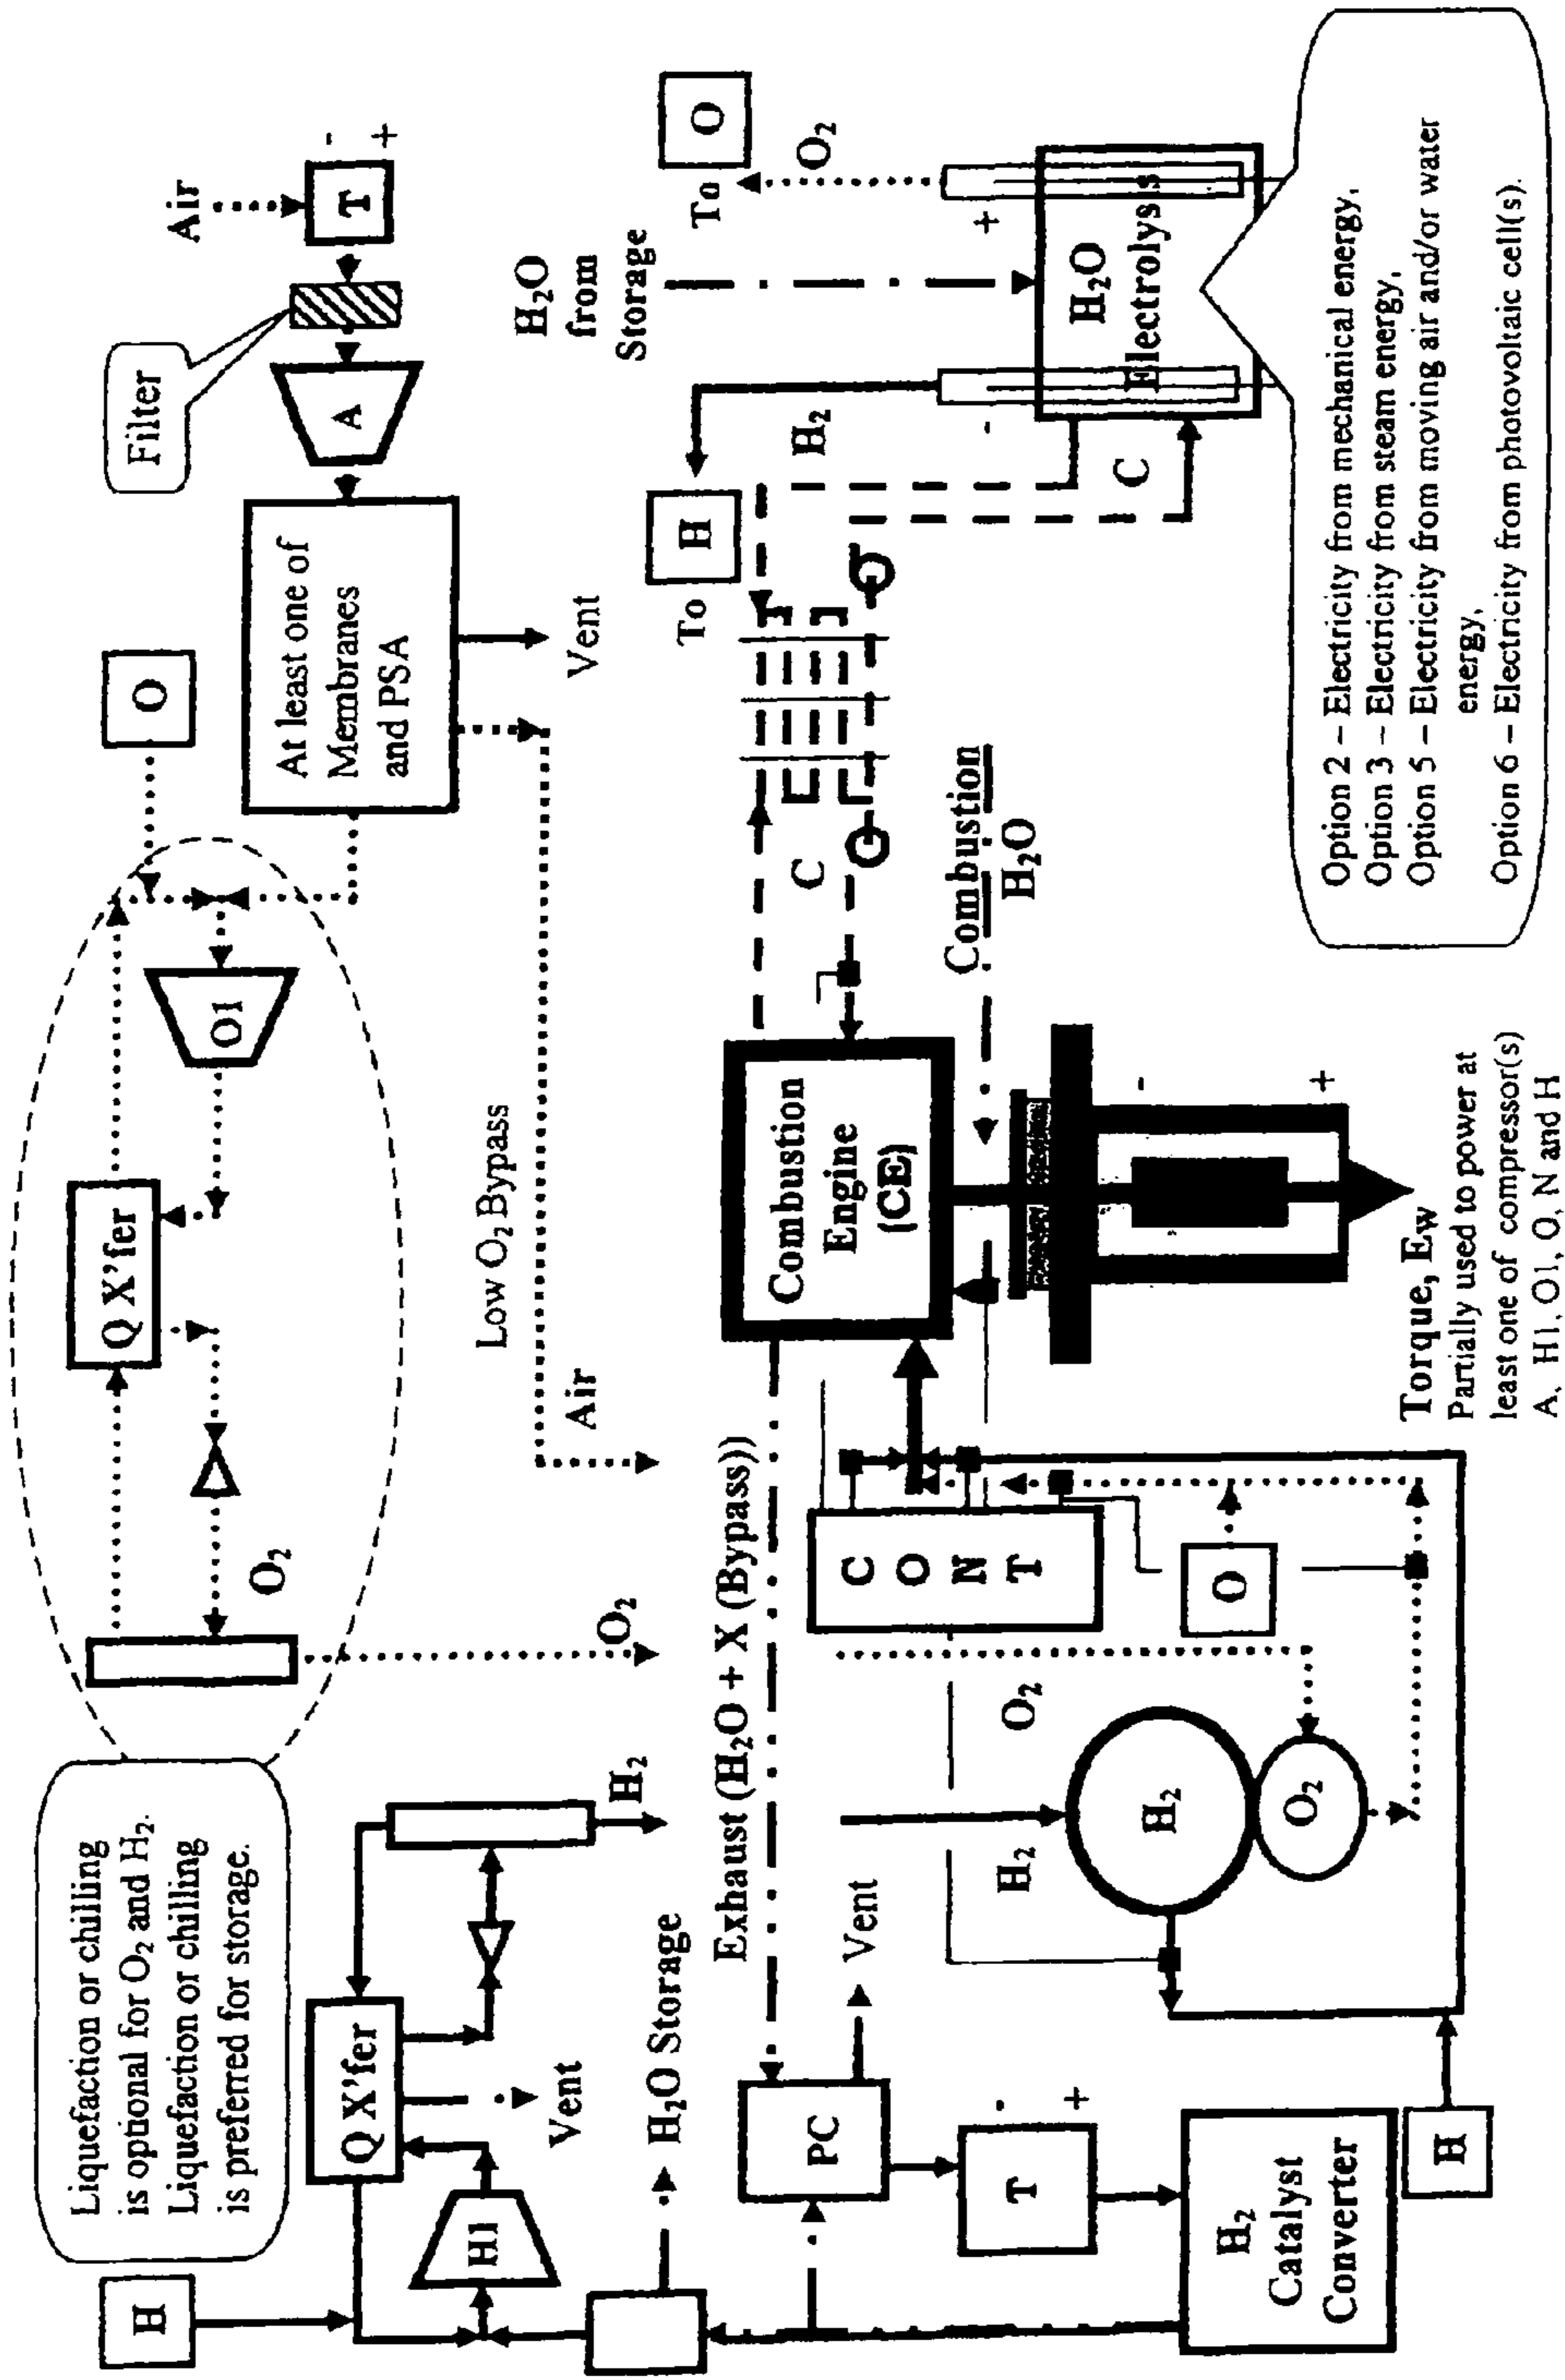 Liquefaction or chilling
is optional for O₂ and H₂.
Liquefaction or chilling
is preferred for storage.
H
Q X'fer
H1
Vent
H₂
H₂O Storage
O₂
O₂
Q X'fer
O1
O
At least one of
Membranes
and PSA
Vent
A
Filter
T
Air
-
+
Low O₂ Bypass
Air
Exhaust (H₂O + X (Bypass))
PC
Vent
T
-
+
H₂
Catalyst
Converter
H
H₂
O₂
H₂
O₂
C
O
N
T
O
Combustion
Engine
(CE)
Combustion
H₂O
-
+
Torque, Ew
Partially used to power at
least one of compressor(s)
A, H1, O1, O, N and H
C
C
To
H
H₂
H₂O
from
Storage
To
O
O₂
-
+
H₂O
Electrolysis
Option 2 – Electricity from mechanical energy,
Option 3 – Electricity from steam energy,
Option 5 – Electricity from moving air and/or water
energy,
Option 6 – Electricity from photovoltaic cell(s).